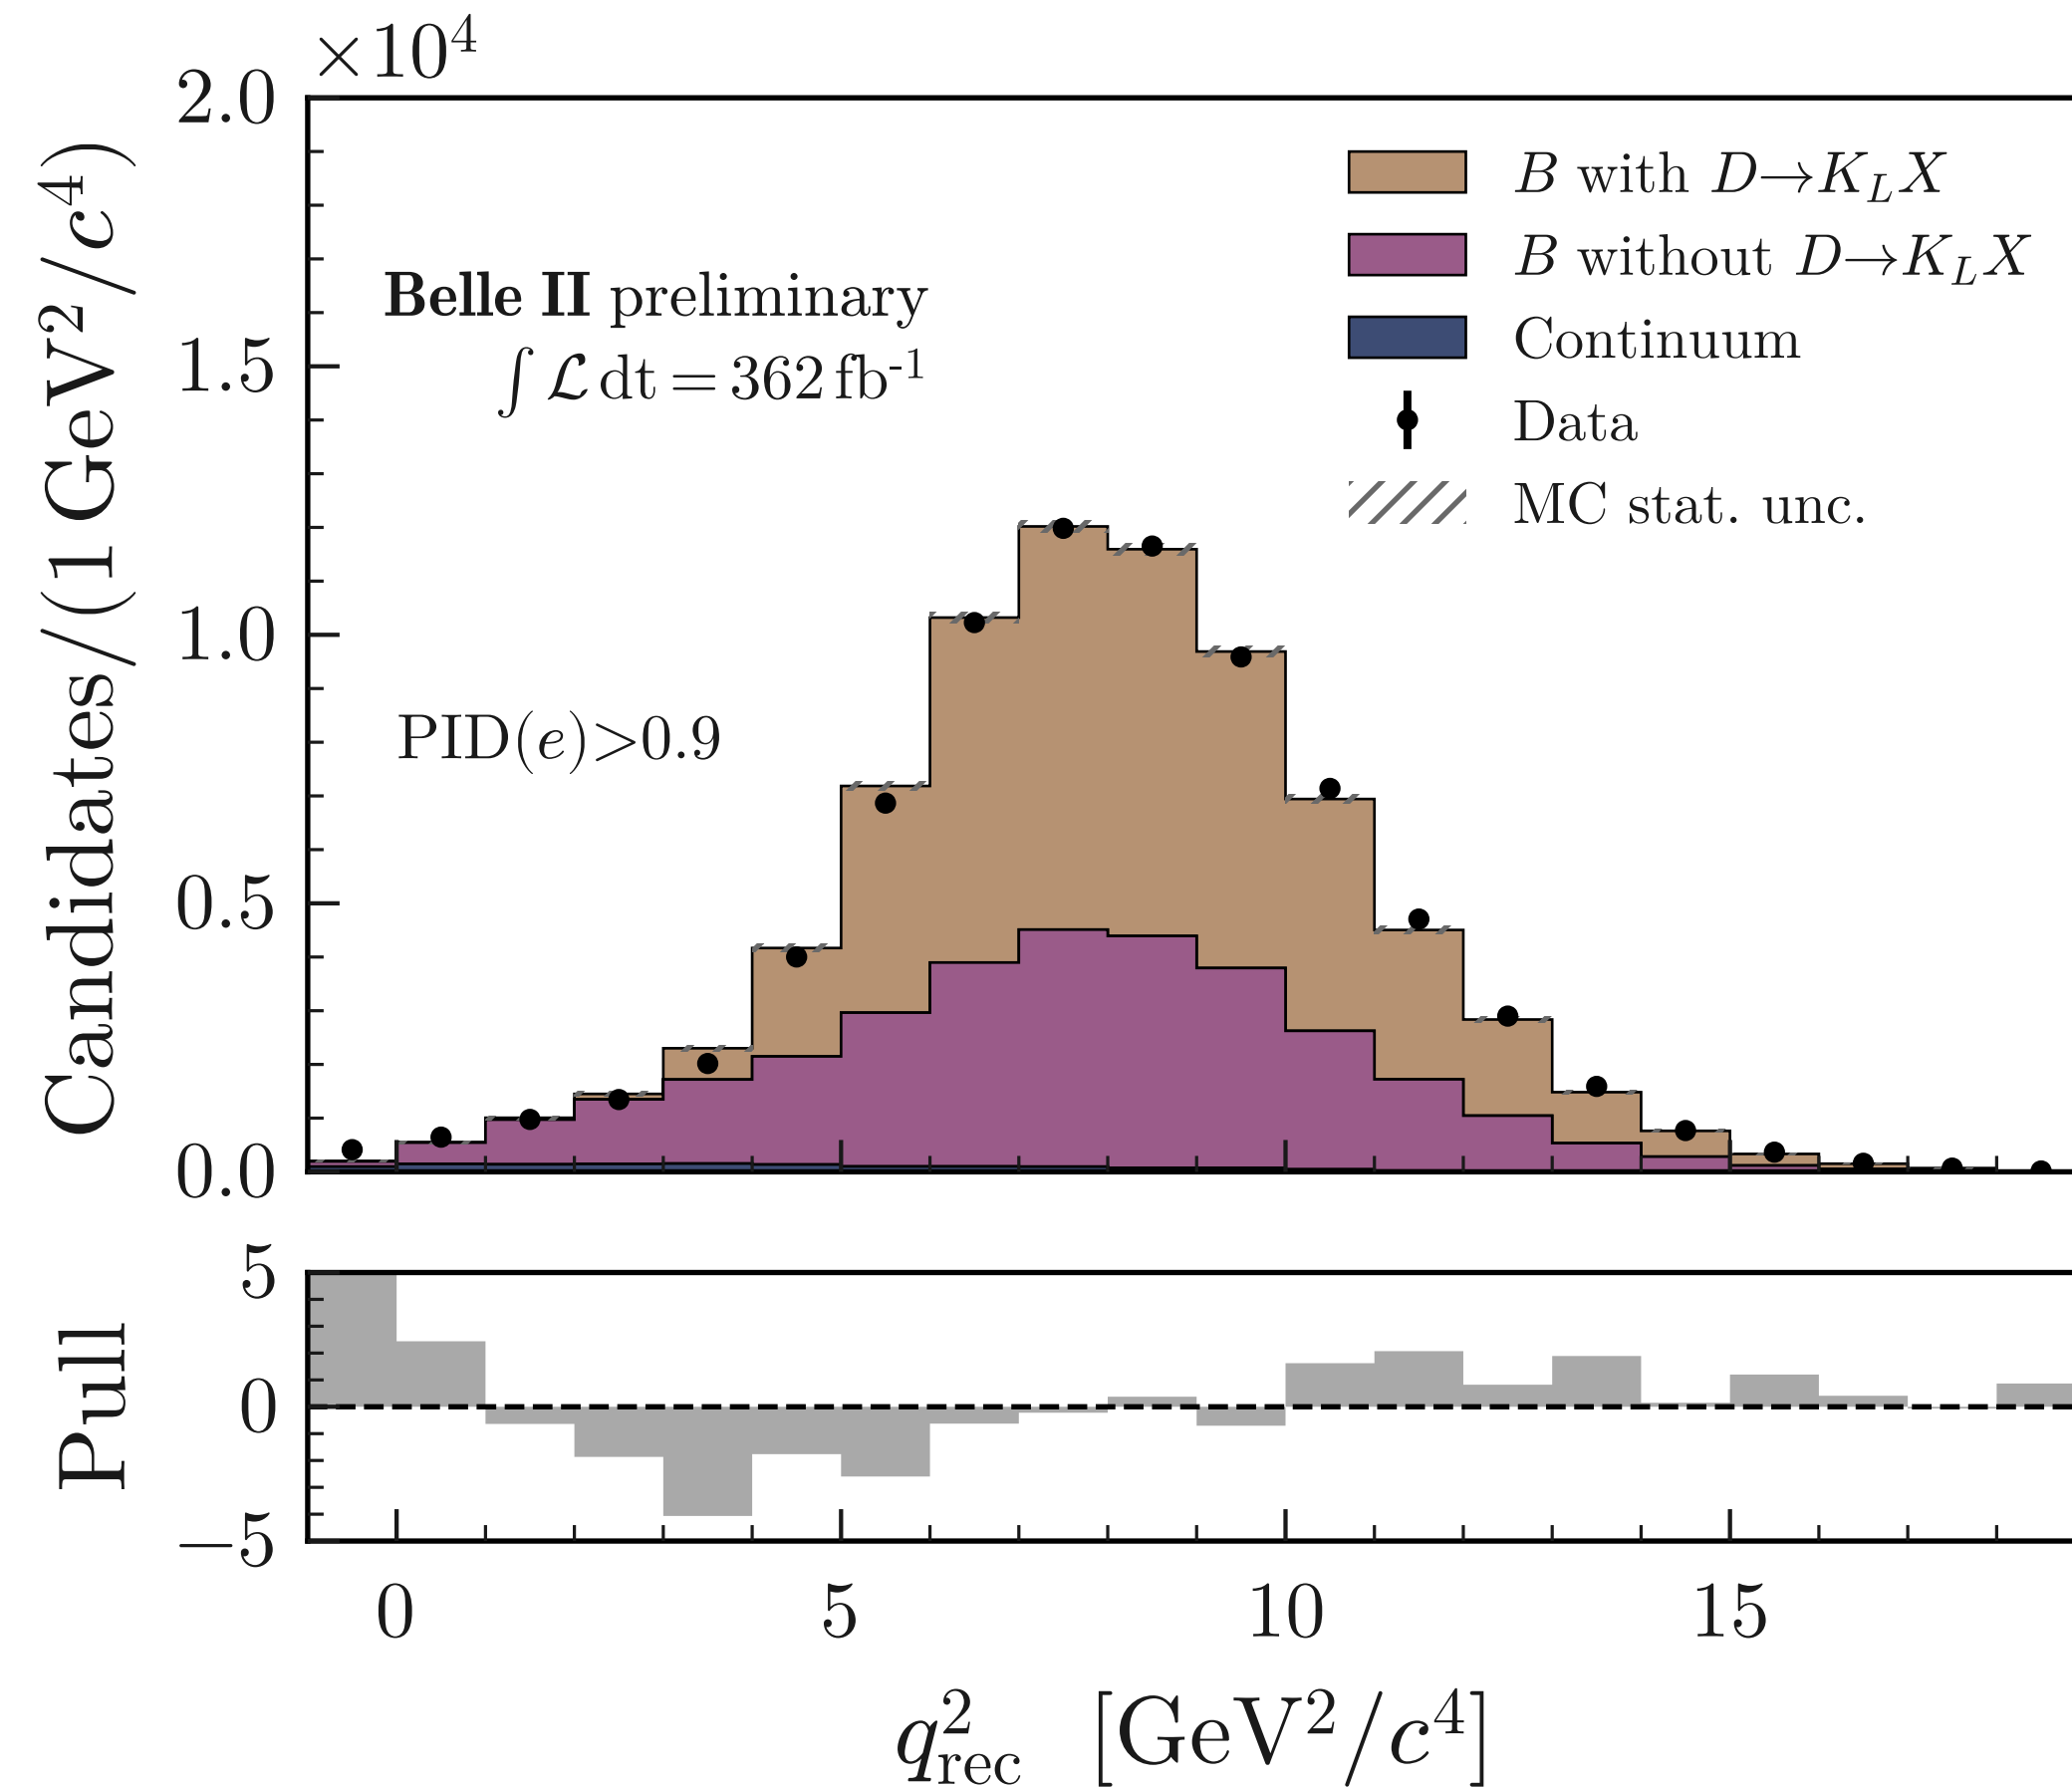 ×10⁴
2.0
1.5
1.0
0.5
0.0
Candidates/(1 GeV²/c⁴)
Belle II preliminary
∫ ℒ dt = 362 fb⁻¹
PID(e)>0.9
B with D→K_L X
B without D→K_L X
Continuum
Data
MC stat. unc.
5
0
−5
Pull
0 5 10 15
q²_rec [GeV²/c⁴]